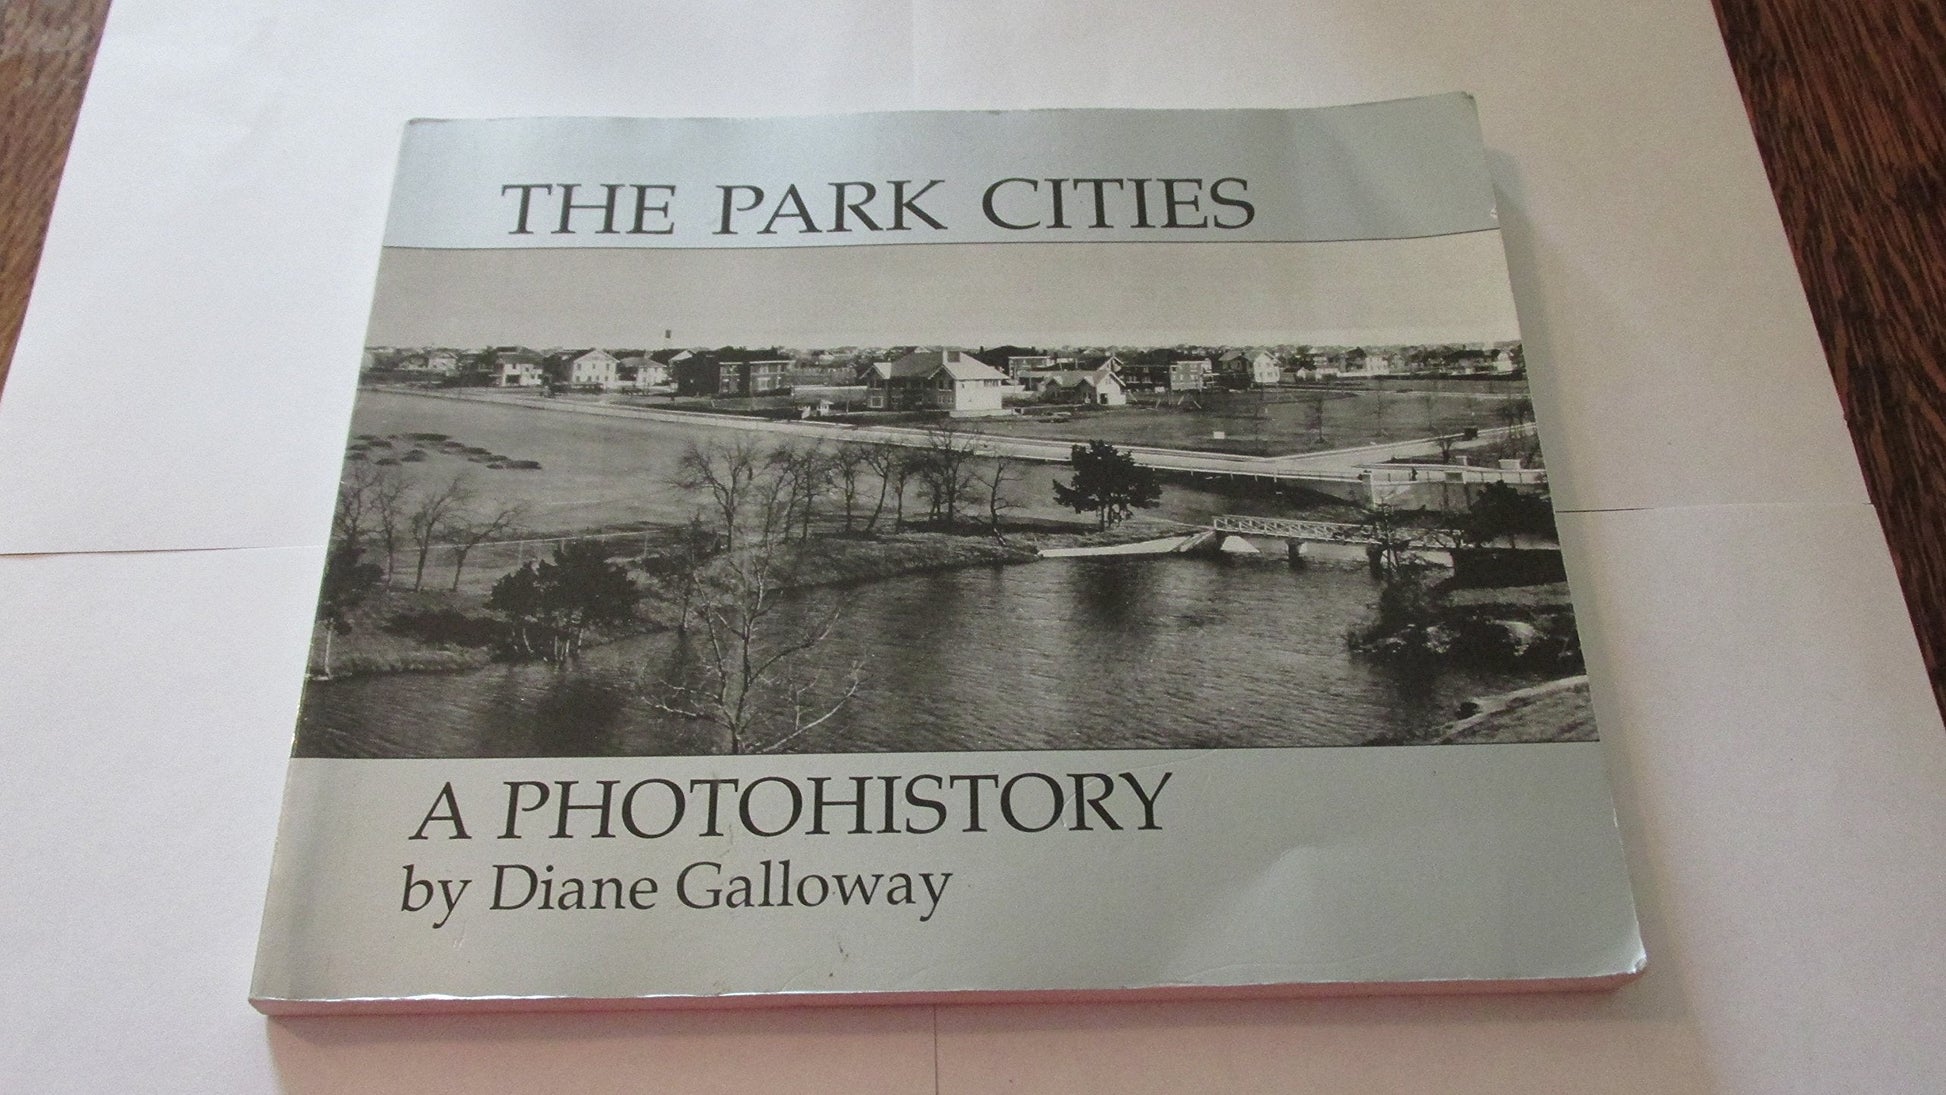 THE PARK CITIES
A PHOTOHISTORY
by Diane Galloway